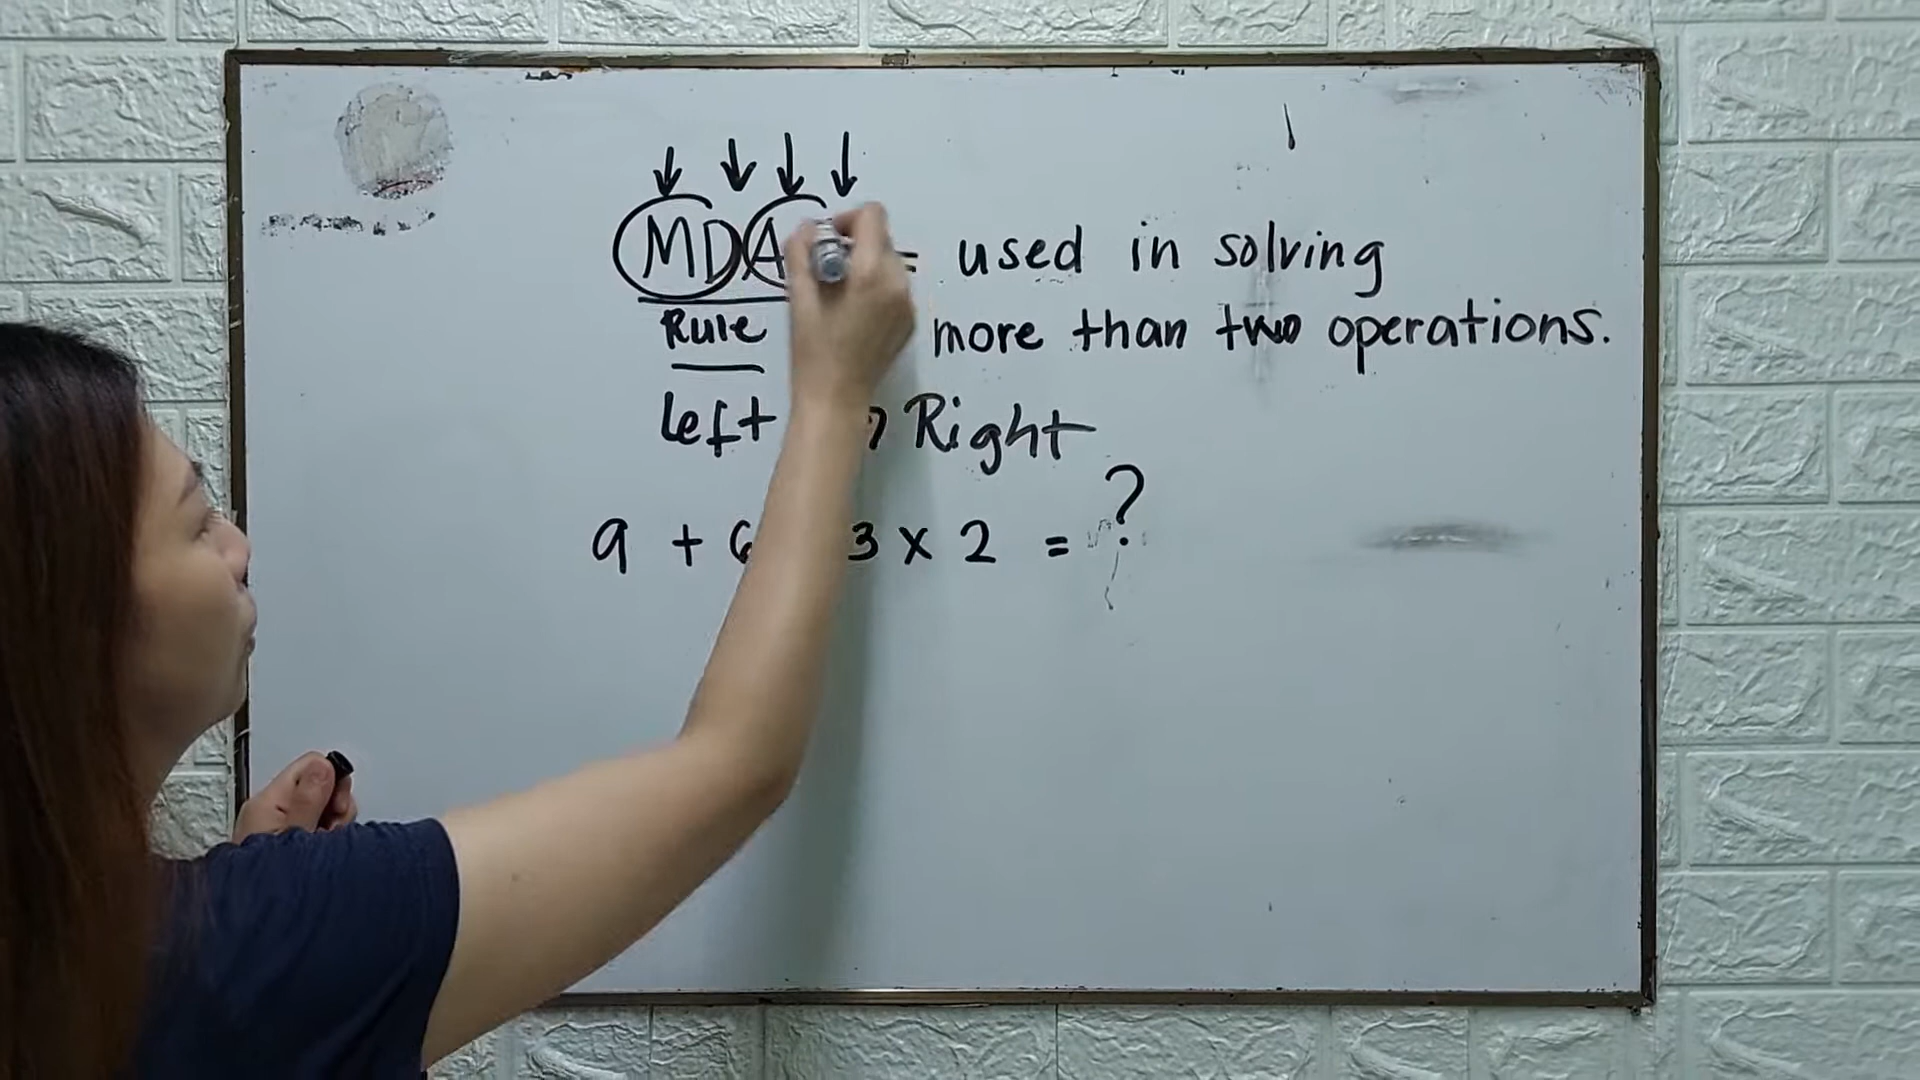 MDA = used in solving
Rule more than two operations.
Left Right
9 + 6 3 x 2 = ?